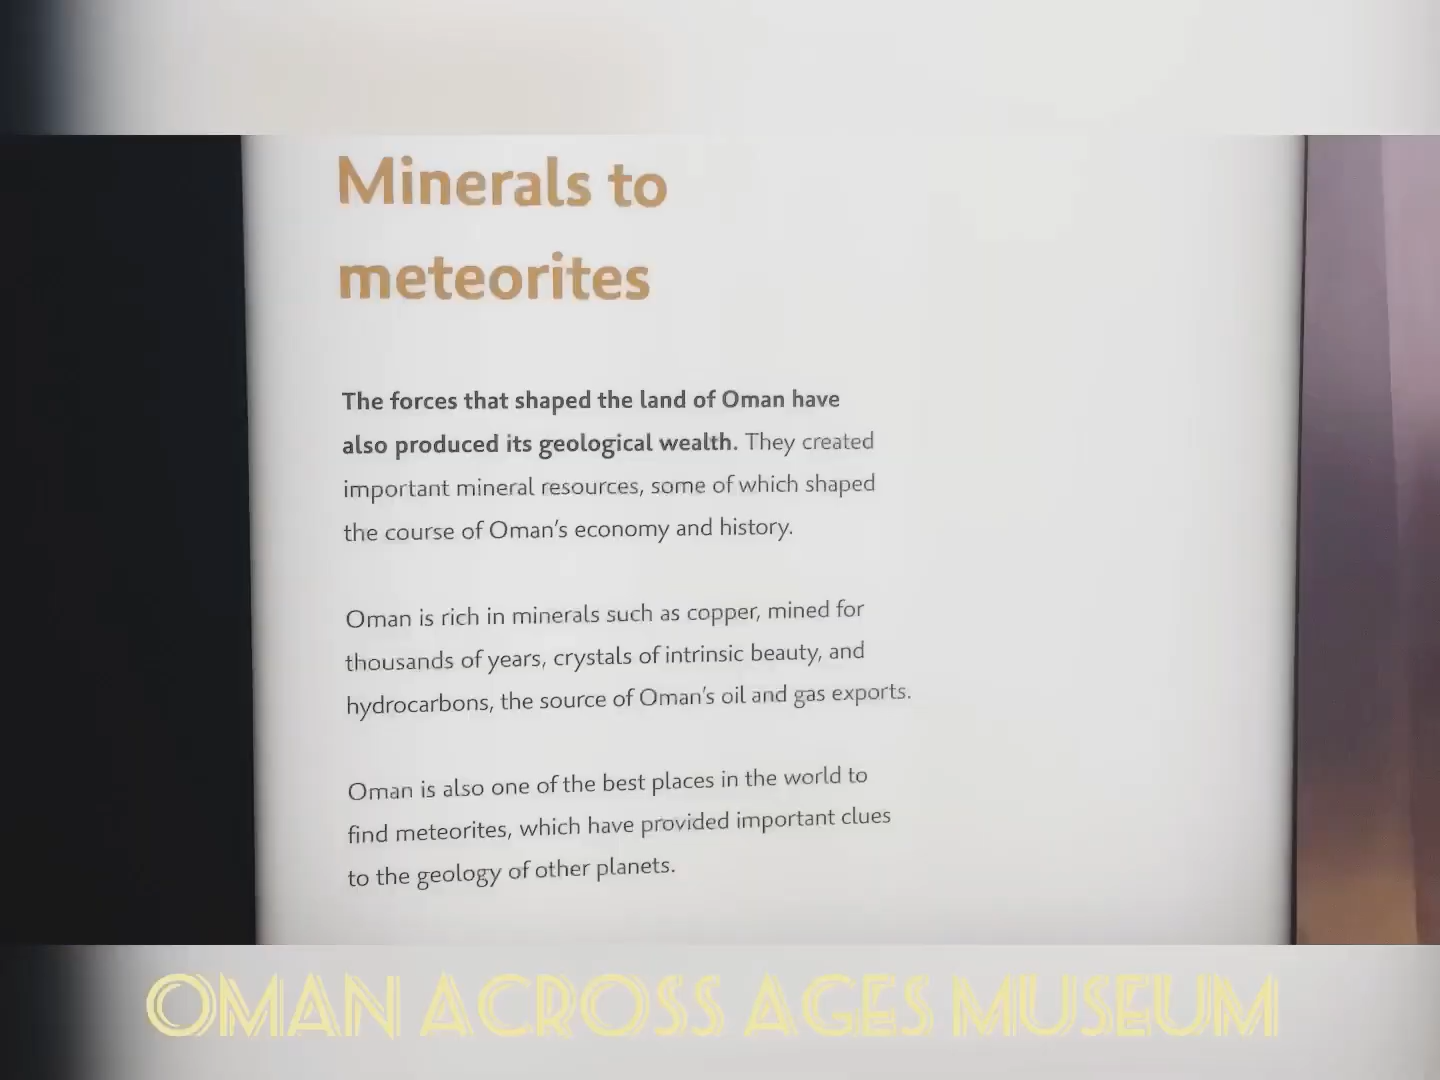 Minerals to
meteorites
The forces that shaped the land of Oman have
also produced its geological wealth. They created
important mineral resources, some of which shaped
the course of Oman's economy and history.
Oman is rich in minerals such as copper, mined for
thousands of years, crystals of intrinsic beauty, and
hydrocarbons, the source of Oman's oil and gas exports.
Oman is also one of the best places in the world to
find meteorites, which have provided important clues
to the geology of other planets.
OMAN ACROSS AGES MUSEUM